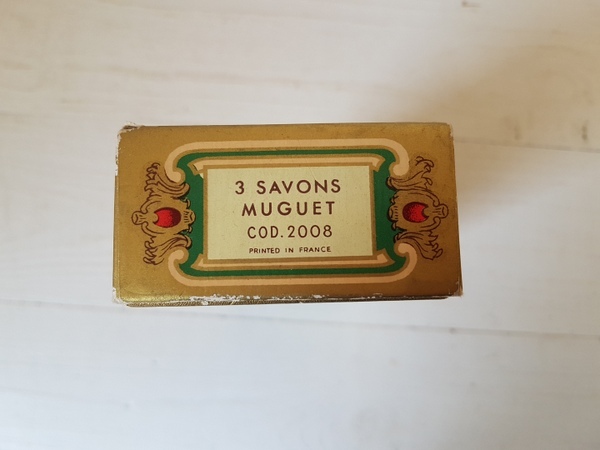 3 SAVONS
MUGUET
COD. 2008
PRINTED IN FRANCE